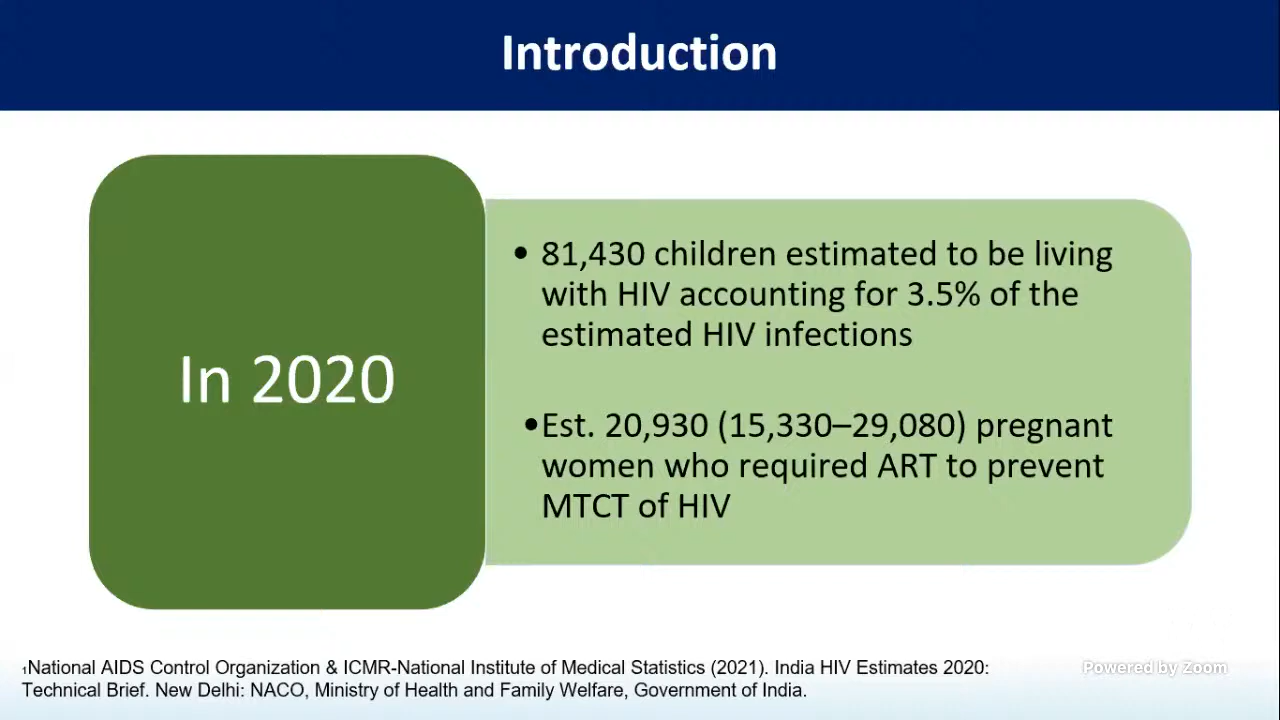 Introduction
In 2020
• 81,430 children estimated to be living
with HIV accounting for 3.5% of the
estimated HIV infections
•Est. 20,930 (15,330–29,080) pregnant
women who required ART to prevent
MTCT of HIV
1National AIDS Control Organization & ICMR-National Institute of Medical Statistics (2021). India HIV Estimates 2020:
Technical Brief. New Delhi: NACO, Ministry of Health and Family Welfare, Government of India.
Powered by Zoom